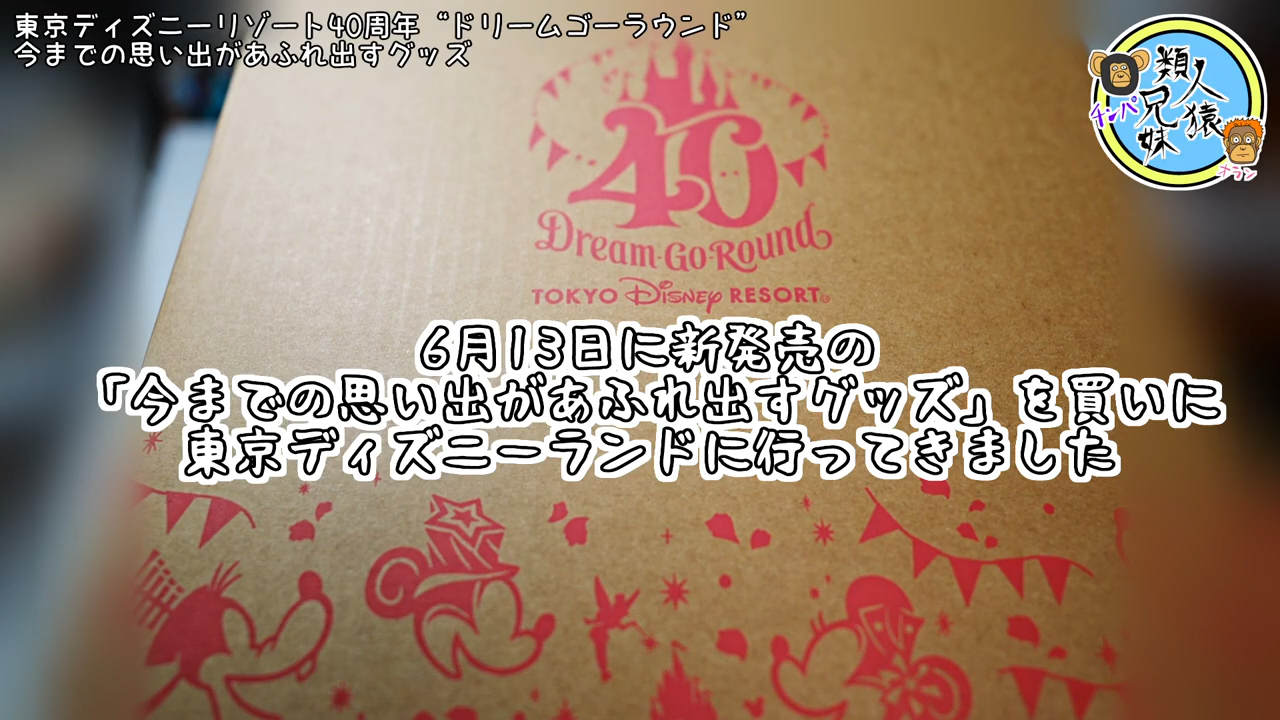 東京ディズニーリゾート40周年“ドリームゴーラウンド”
今までの思い出があふれ出すグッズ
類人猿
兄妹
チンパ
オラン
40
Dream-Go-Round
TOKYO DISNEY RESORT®
6月13日に新発売の
「今までの思い出があふれ出すグッズ」を買いに
東京ディズニーランドに行ってきました